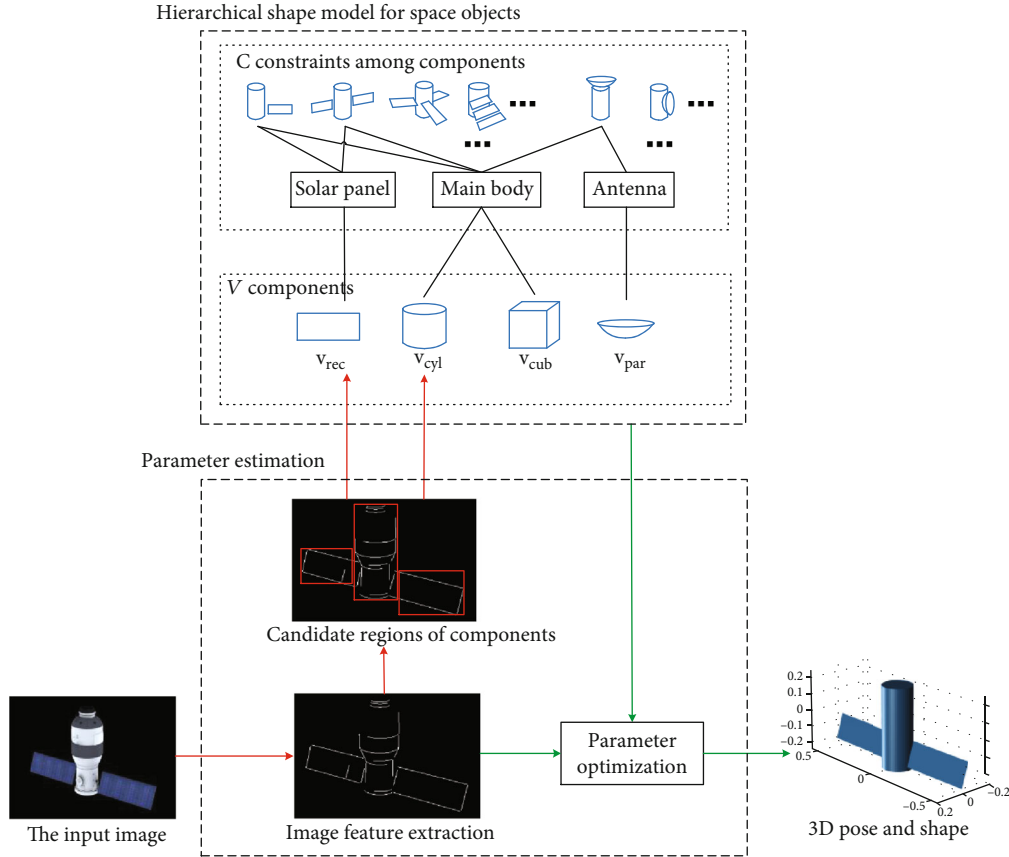 Hierarchical shape model for space objects
C constraints among components
Solar panel
Main body
Antenna
V components
v_rec
v_cyl
v_cub
v_par
Parameter estimation
Candidate regions of components
The input image
Image feature extraction
Parameter
optimization
0.2
0.1
0
−0.1
−0.2
0.5
0
−0.5
0.2
0
−0.2
3D pose and shape